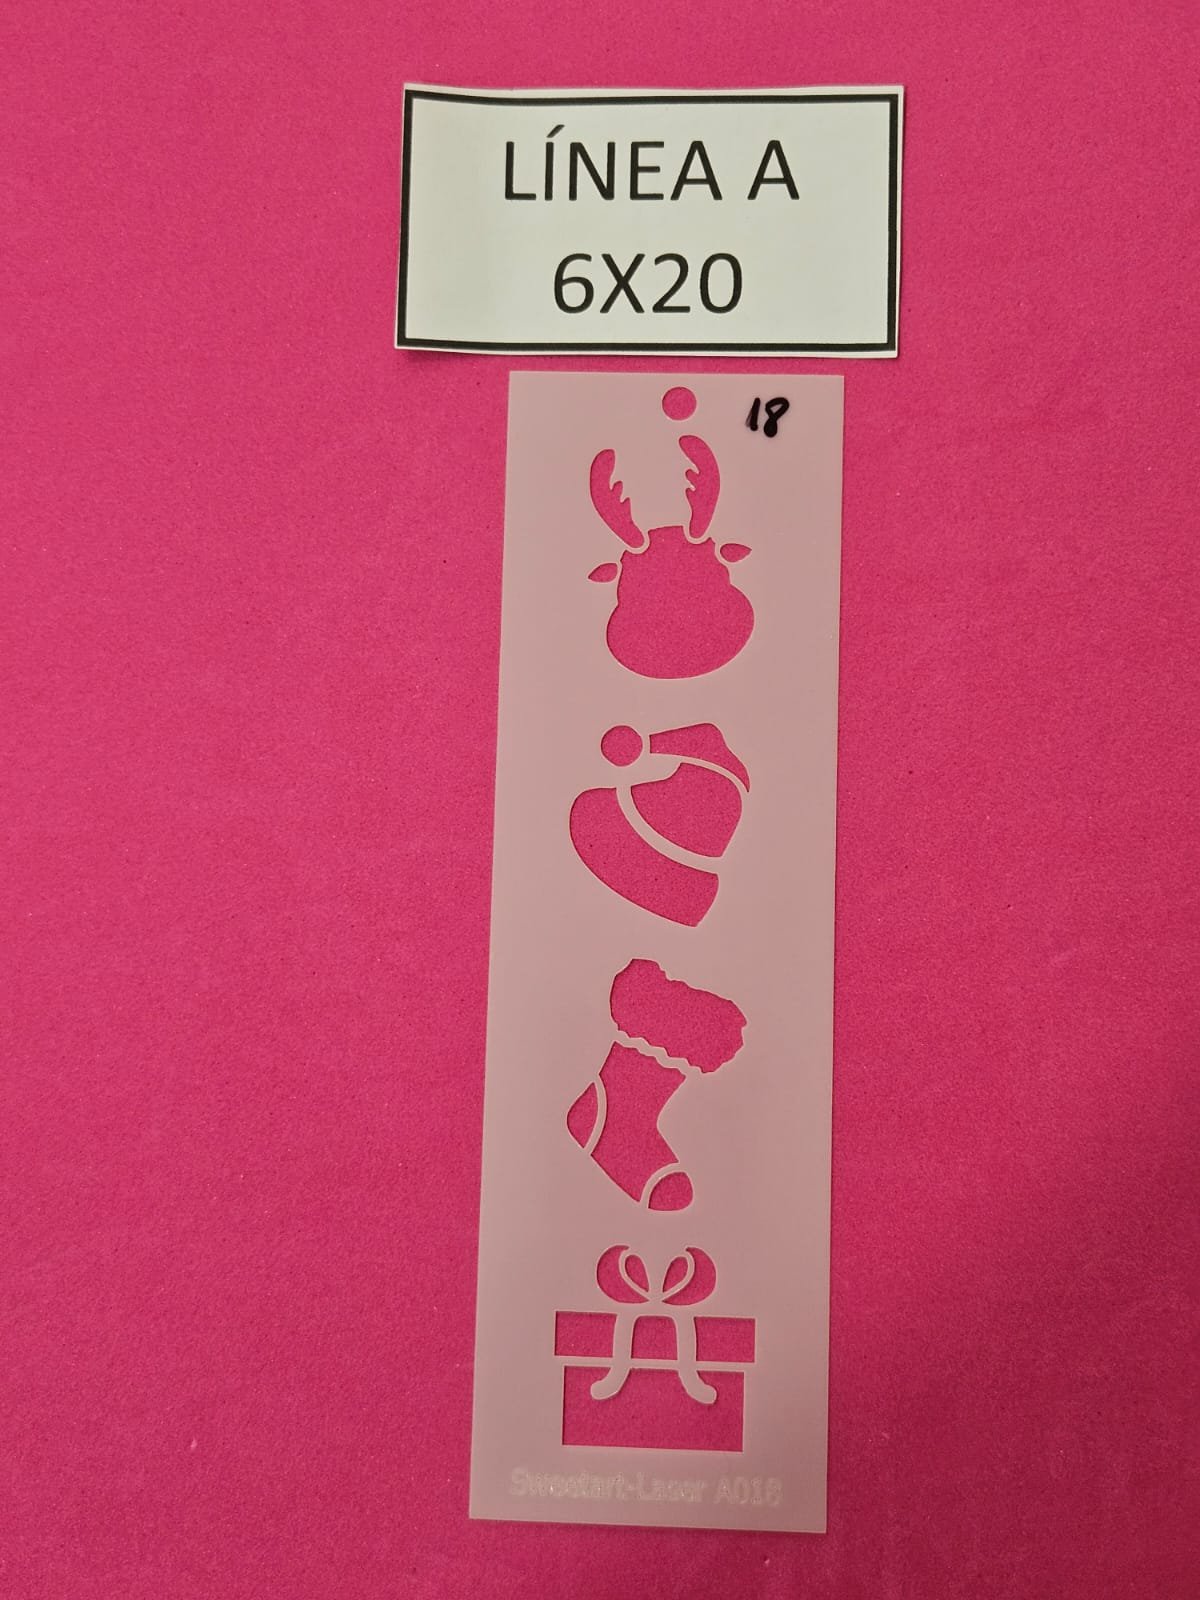 LÍNEA A
6X20
18
Sweetart-Laser A018